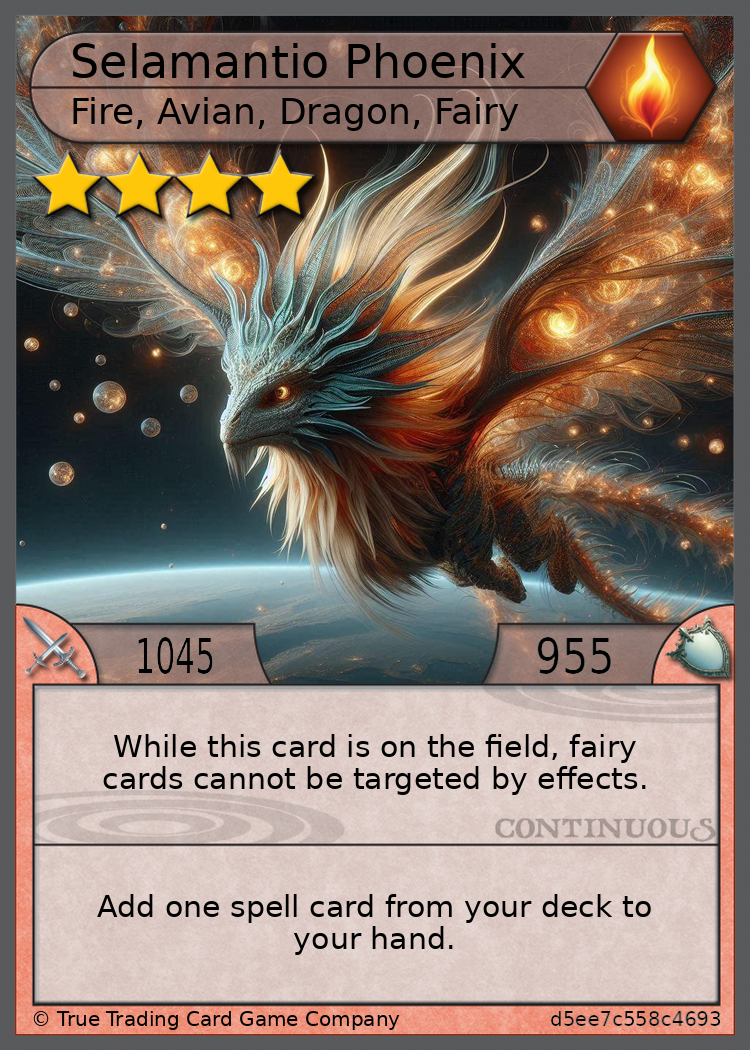 Selamantio Phoenix
Fire, Avian, Dragon, Fairy
1045
955
While this card is on the field, fairy
cards cannot be targeted by effects.
CONTINUOUS
Add one spell card from your deck to
your hand.
© True Trading Card Game Company
d5ee7c558c4693